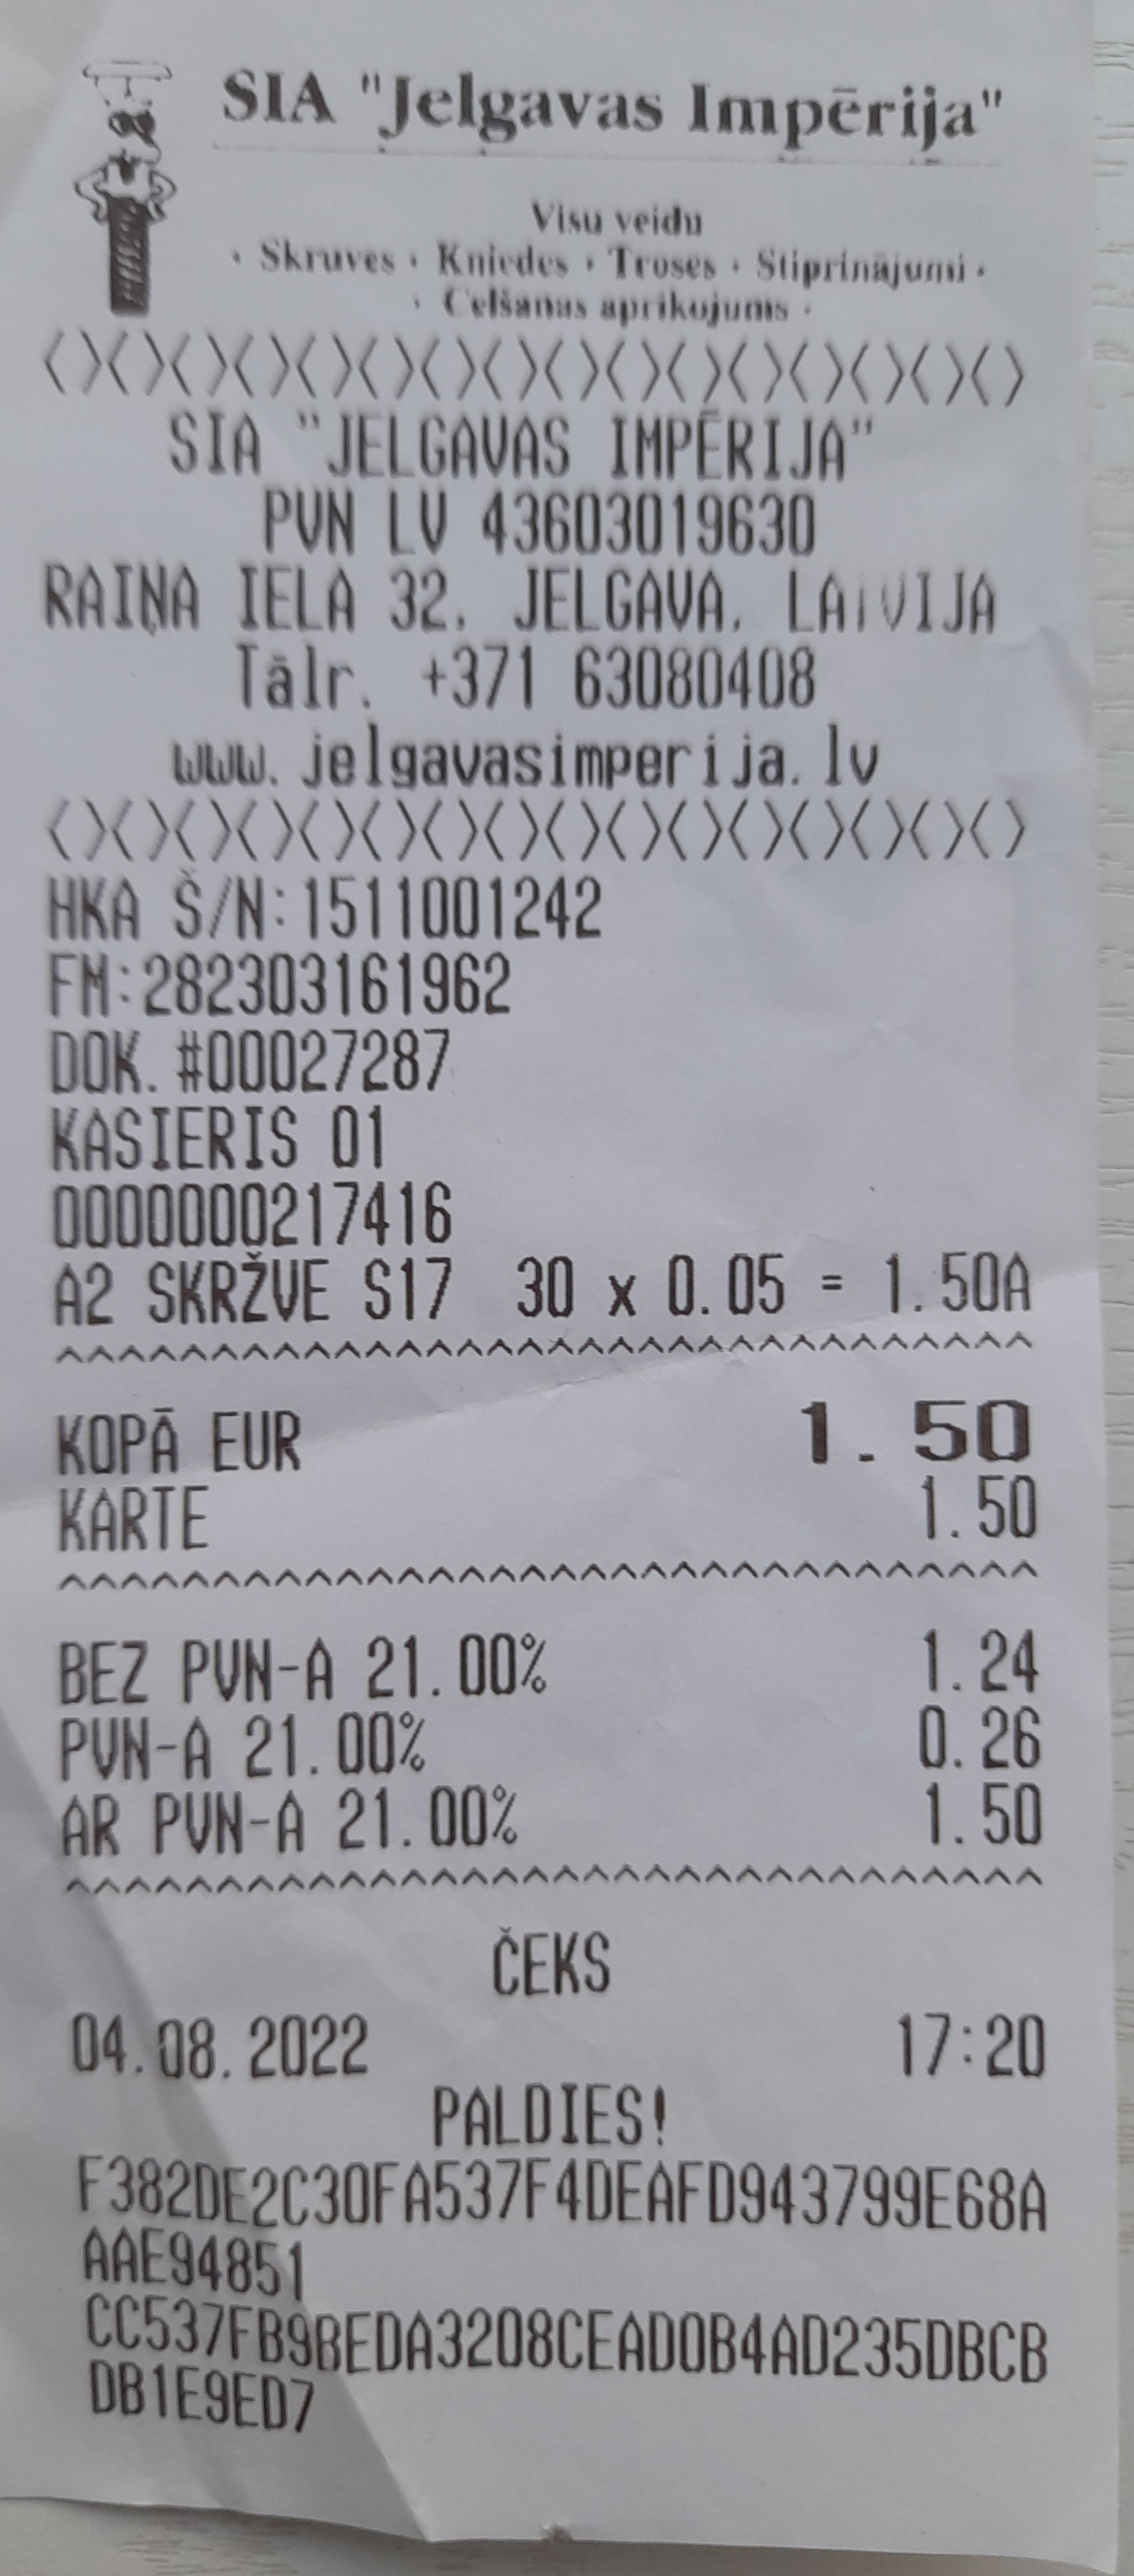 SIA "Jelgavas Impērija"
Visu veidu
· Skrūves · Kniedes · Troses · Stiprinājumi ·
· Celšanas aprīkojums ·
<><><><><><><><><><><><><><><><>
SIA "JELGAVAS IMPĒRIJA"
PVN LV 43603019630
RAIŅA IELA 32, JELGAVA, LATVIJA
Tālr. +371 63080408
www.jelgavasimperija.lv
<><><><><><><><><><><><><><><><>
HKA Š/N:1511001242
FM:282303161962
DOK. #00027287
KASIERIS 01
0000000217416
A2 SKRŽVE S17 30 x 0.05 = 1.50A
^^^^^^^^^^^^^^^^^^^^^^^^^^^^^^^^
KOPĀ EUR 1.50
KARTE 1.50
^^^^^^^^^^^^^^^^^^^^^^^^^^^^^^^^
BEZ PVN-A 21.00% 1.24
PVN-A 21.00% 0.26
AR PVN-A 21.00% 1.50
^^^^^^^^^^^^^^^^^^^^^^^^^^^^^^^^
ČEKS
04.08.2022 17:20
PALDIES!
F382DE2C30FA537F4DEAFD943799E68A
AAE94851
CC537FB9BEDA3208CEAD0B4AD235DBCB
DB1E9ED7